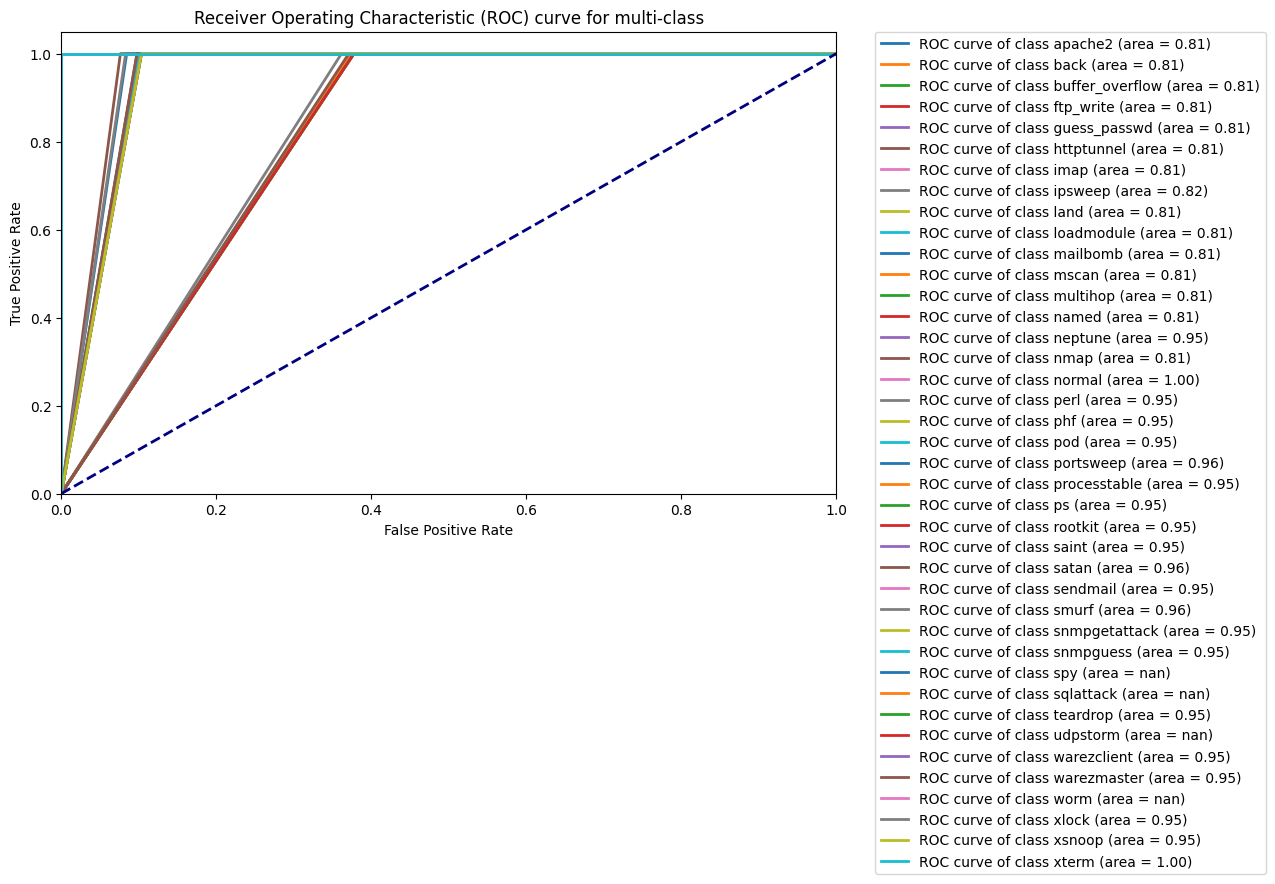 Receiver Operating Characteristic (ROC) curve for multi-class
1.0
0.8
0.6
0.4
0.2
0.0
True Positive Rate
0.0 0.2 0.4 0.6 0.8 1.0
False Positive Rate
ROC curve of class apache2 (area = 0.81)
ROC curve of class back (area = 0.81)
ROC curve of class buffer_overflow (area = 0.81)
ROC curve of class ftp_write (area = 0.81)
ROC curve of class guess_passwd (area = 0.81)
ROC curve of class httptunnel (area = 0.81)
ROC curve of class imap (area = 0.81)
ROC curve of class ipsweep (area = 0.82)
ROC curve of class land (area = 0.81)
ROC curve of class loadmodule (area = 0.81)
ROC curve of class mailbomb (area = 0.81)
ROC curve of class mscan (area = 0.81)
ROC curve of class multihop (area = 0.81)
ROC curve of class named (area = 0.81)
ROC curve of class neptune (area = 0.95)
ROC curve of class nmap (area = 0.81)
ROC curve of class normal (area = 1.00)
ROC curve of class perl (area = 0.95)
ROC curve of class phf (area = 0.95)
ROC curve of class pod (area = 0.95)
ROC curve of class portsweep (area = 0.96)
ROC curve of class processtable (area = 0.95)
ROC curve of class ps (area = 0.95)
ROC curve of class rootkit (area = 0.95)
ROC curve of class saint (area = 0.95)
ROC curve of class satan (area = 0.96)
ROC curve of class sendmail (area = 0.95)
ROC curve of class smurf (area = 0.96)
ROC curve of class snmpgetattack (area = 0.95)
ROC curve of class snmpguess (area = 0.95)
ROC curve of class spy (area = nan)
ROC curve of class sqlattack (area = nan)
ROC curve of class teardrop (area = 0.95)
ROC curve of class udpstorm (area = nan)
ROC curve of class warezclient (area = 0.95)
ROC curve of class warezmaster (area = 0.95)
ROC curve of class worm (area = nan)
ROC curve of class xlock (area = 0.95)
ROC curve of class xsnoop (area = 0.95)
ROC curve of class xterm (area = 1.00)